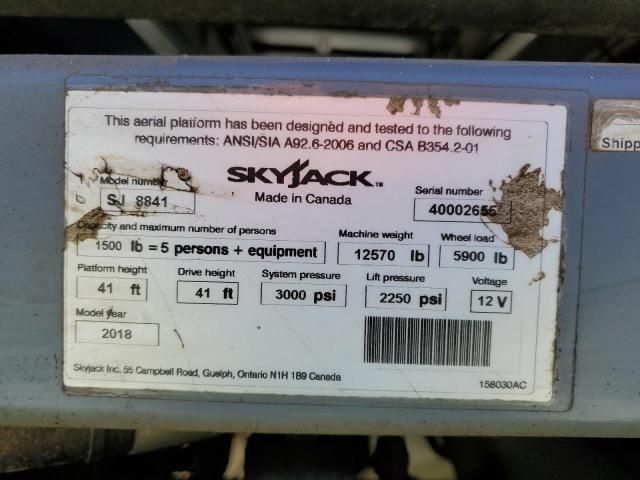 This aerial platform has been designed and tested to the following
requirements: ANSI/SIA A92.6-2006 and CSA B354.2-01
SKYJACK™
Made in Canada
Model number
SJ 8841
Serial number
40002655
Capacity and maximum number of persons
1500 lb = 5 persons + equipment
Machine weight
12570 lb
Wheel load
5900 lb
Platform height
41 ft
Drive height
41 ft
System pressure
3000 psi
Lift pressure
2250 psi
Voltage
12 V
Model year
2018
Skyjack Inc. 55 Campbell Road, Guelph, Ontario N1H 1B9 Canada
158030AC
Shipp